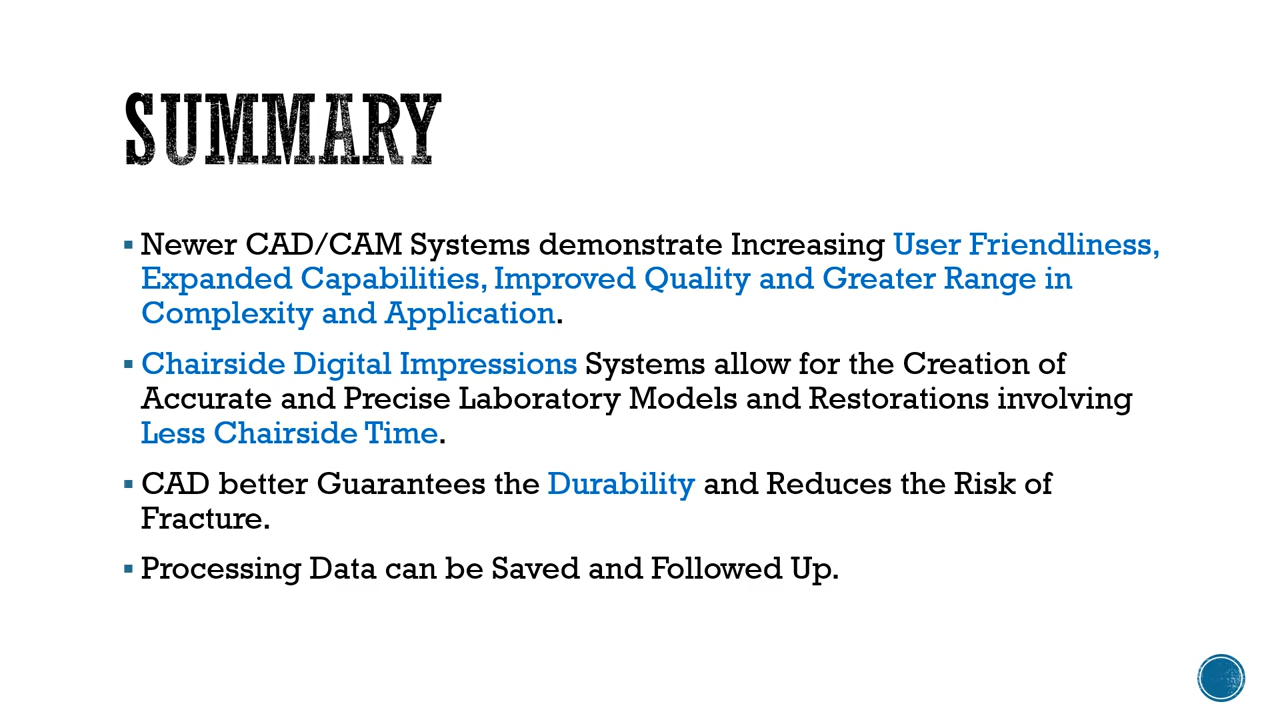 SUMMARY
Newer CAD/CAM Systems demonstrate Increasing User Friendliness,
Expanded Capabilities, Improved Quality and Greater Range in
Complexity and Application.
Chairside Digital Impressions Systems allow for the Creation of
Accurate and Precise Laboratory Models and Restorations involving
Less Chairside Time.
CAD better Guarantees the Durability and Reduces the Risk of
Fracture.
Processing Data can be Saved and Followed Up.